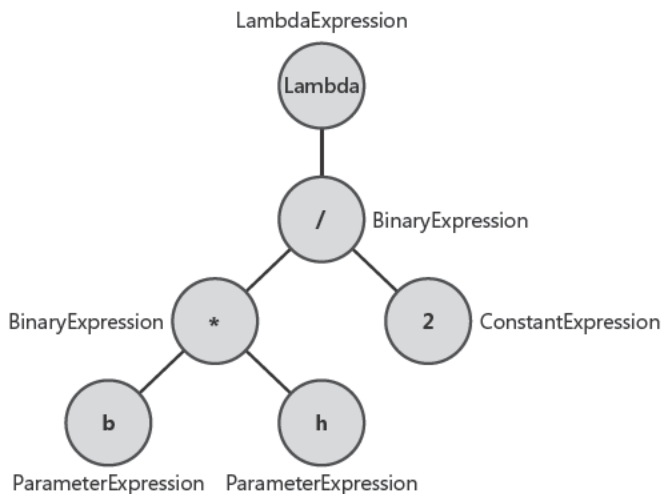 LambdaExpression
Lambda
/
BinaryExpression
BinaryExpression
*
2
ConstantExpression
b
h
ParameterExpression
ParameterExpression